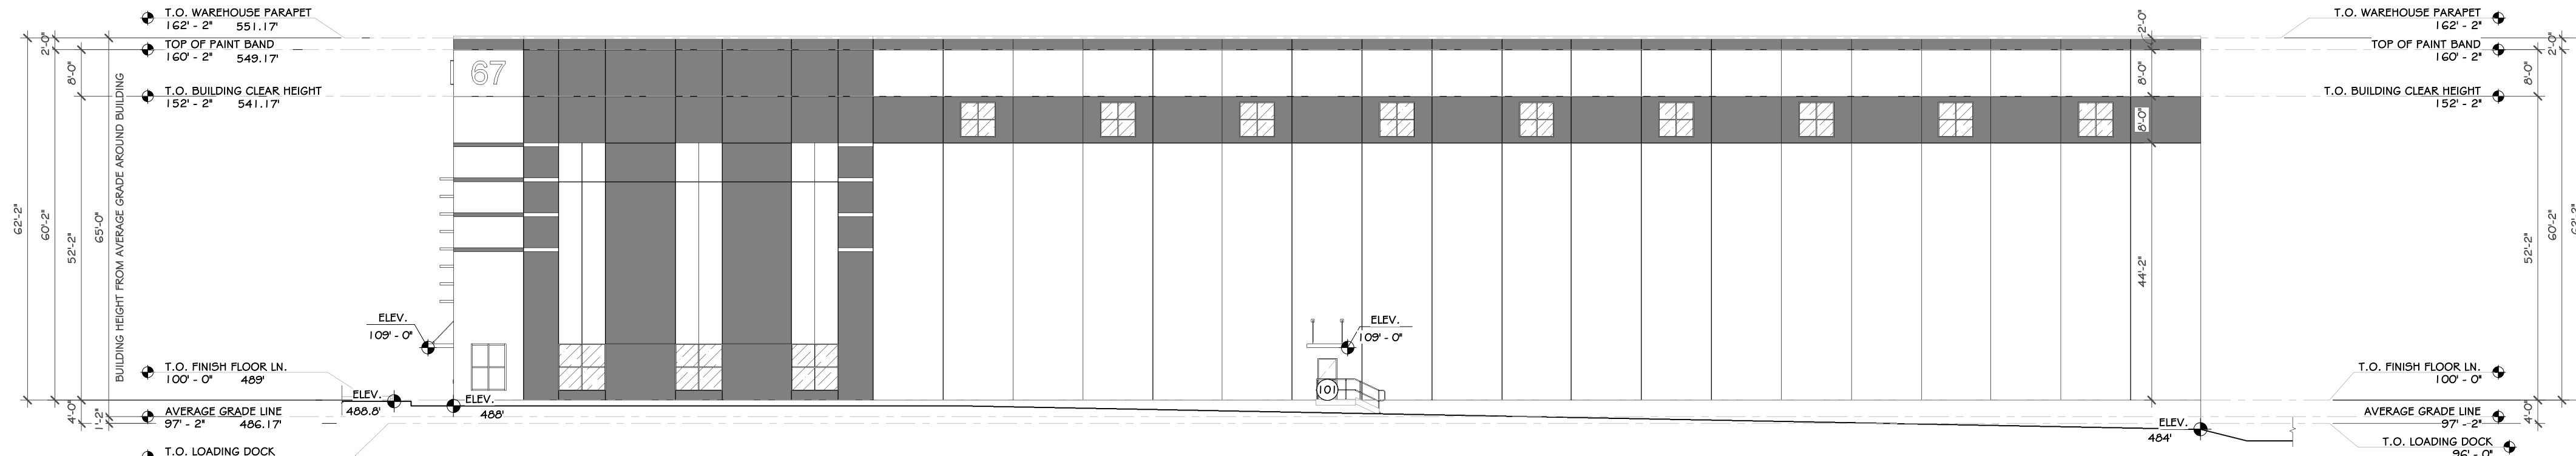 T.O. WAREHOUSE PARAPET
162' - 2" 551.17'
TOP OF PAINT BAND
160' - 2" 549.17'
T.O. BUILDING CLEAR HEIGHT
152' - 2" 541.17'
2'-0"
8'-0"
62'-2"
60'-2"
52'-2"
65'-0"
BUILDING HEIGHT FROM AVERAGE GRADE AROUND BUILDING
T.O. FINISH FLOOR LN.
100' - 0" 489'
AVERAGE GRADE LINE
97' - 2" 486.17'
T.O. LOADING DOCK
4'-0"
1'-2"
67
ELEV.
109' - 0"
ELEV.
488.8'
ELEV.
488'
ELEV.
109' - 0"
101
2'-0"
8'-0"
8'-0"
44'-2"
ELEV.
484'
T.O. WAREHOUSE PARAPET
162' - 2"
TOP OF PAINT BAND
160' - 2"
T.O. BUILDING CLEAR HEIGHT
152' - 2"
2'-0"
8'-0"
52'-2"
60'-2"
62'-2"
T.O. FINISH FLOOR LN.
100' - 0"
AVERAGE GRADE LINE
97' - 2"
4'-0"
T.O. LOADING DOCK
96' - 0"